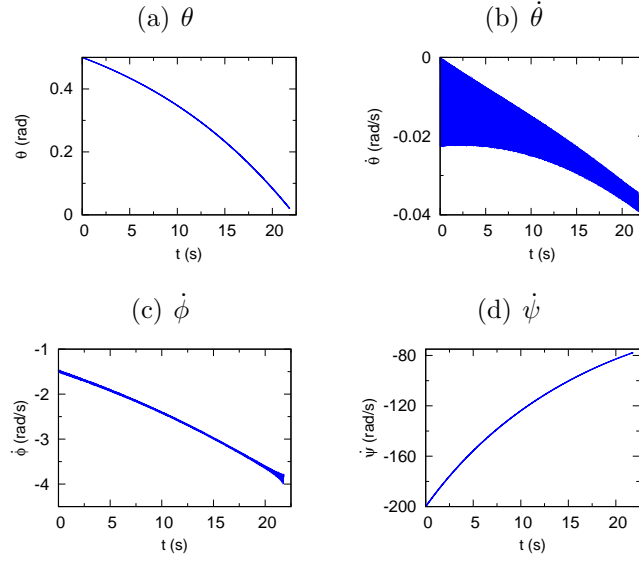 (a) θ
(b) θ̇
0.4
0.2
0
θ (rad)
0 5 10 15 20
t (s)
0
-0.02
-0.04
θ̇ (rad/s)
0 5 10 15 20
t (s)
(c) ϕ̇
(d) ψ̇
-1
-2
-3
-4
ϕ̇ (rad/s)
0 5 10 15 20
t (s)
-80
-120
-160
-200
ψ̇ (rad/s)
0 5 10 15 20
t (s)